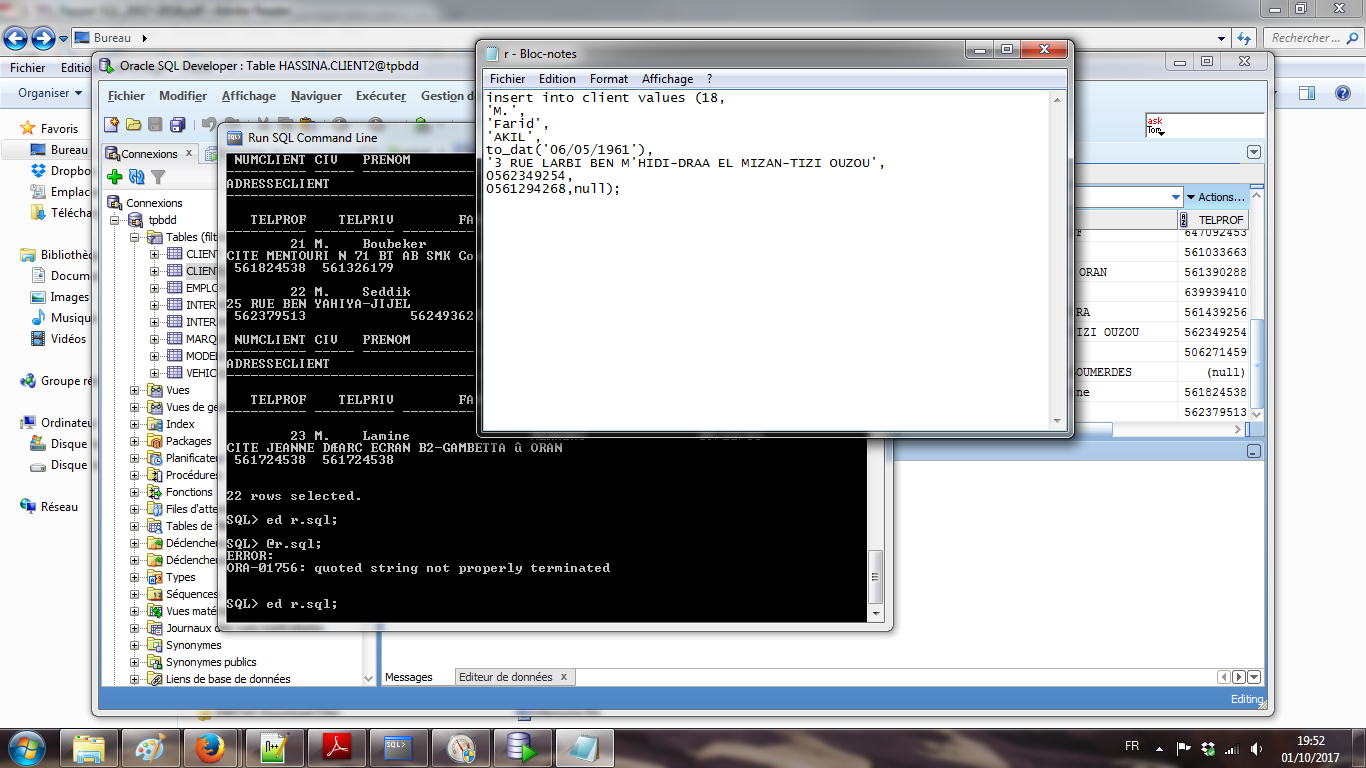 Bureau
Rechercher...
Fichier
Editio
Organiser
Favoris
Bureau
Dropbo
Emplac
Télécha
Bibliothèc
Docum
Images
Musiqu
Vidéos
Groupe ré
Ordinateu
Disque
Disque
Réseau
Oracle SQL Developer : Table HASSINA.CLIENT2@tpbdd
Fichier Modifier Affichage Naviguer Exécuter Gestion d
ask
Tom
Connexions x
Connexions
tpbdd
Tables (filt
CLIEN
CLIENT
EMPLO
INTER
INTER
MARQ
MODE
VEHIC
Vues
Vues de ge
Index
Packages
Planificate
Procédures
Fonctions
Files d'atte
Tables de f
Déclencher
Déclencher
Types
Séquences
Vues maté
Journaux de
Synonymes
Synonymes publics
Liens de base de données
Run SQL Command Line
NUMCLIENT CIV PRENOM
ADRESSECLIENT
TELPROF TELPRIV FA
21 M. Boubeker
CITE MENTOURI N 71 BT AB SMK Co
561824538 561326179
22 M. Seddik
25 RUE BEN YAHIYA-JIJEL
562379513 56249362
NUMCLIENT CIV PRENOM
ADRESSECLIENT
TELPROF TELPRIV FA
23 M. Lamine
CITE JEANNE DÆARC ECRAN B2-GAMBETTA û ORAN
561724538 561724538
22 rows selected.
SQL> ed r.sql;
SQL> @r.sql;
ERROR:
ORA-01756: quoted string not properly terminated
SQL> ed r.sql;
r - Bloc-notes
Fichier Edition Format Affichage ?
insert into client values (18,
'M.',
'Farid',
'AKIL',
to_dat('06/05/1961'),
'3 RUE LARBI BEN M'HIDI-DRAA EL MIZAN-TIZI OUZOU',
0562349254,
0561294268,null);
Actions...
TELPROF
F 647092453
561033663
ORAN 561390288
639939410
RA 561439256
IZI OUZOU 562349254
506271459
OUMERDES (null)
ne 561824538
562379513
Messages
Editeur de données x
Editing
FR
19:52
01/10/2017